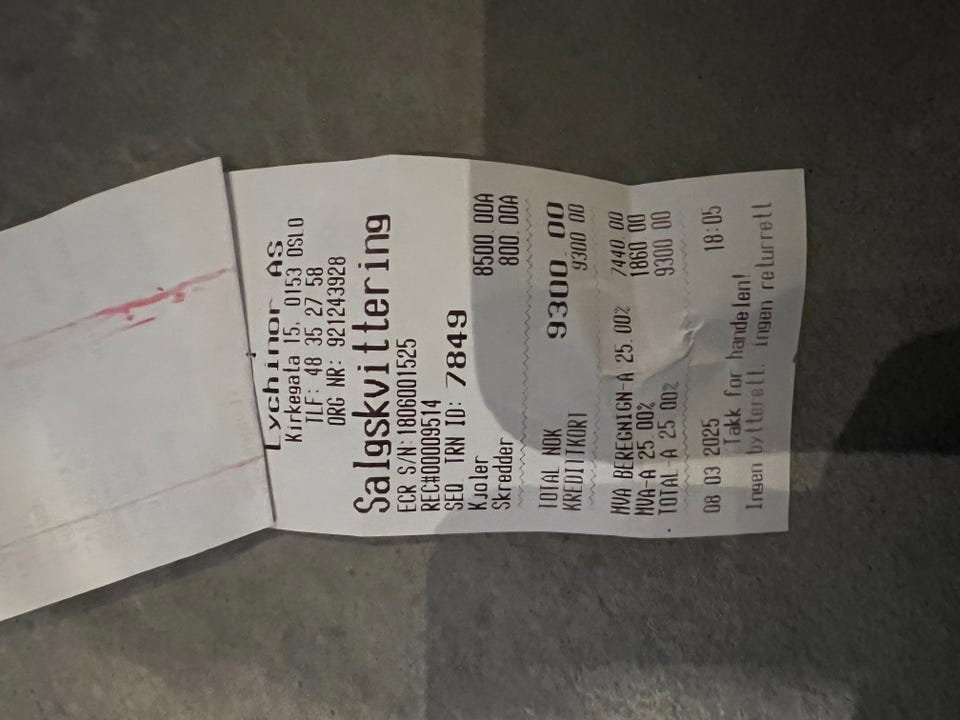 Lychinor AS
Kirkegata 15, 0153 OSLO
TLF: 48 35 27 58
ORG NR: 921243928
Salgskvittering
ECR S/N:1806001525
REC#00009514
SEQ TRN ID: 7849
Kjoler 8500 00A
Skredder 800 00A
TOTAL NOK 9300 00
KREDITKORT 9300 00
MVA BEREGNIGN-A 25.00% 7440 00
MVA-A 25 00% 1860 00
TOTAL-A 25 00% 9300 00
08 03 2025 18:05
Takk for handelen!
Ingen bytterett. ingen returrett